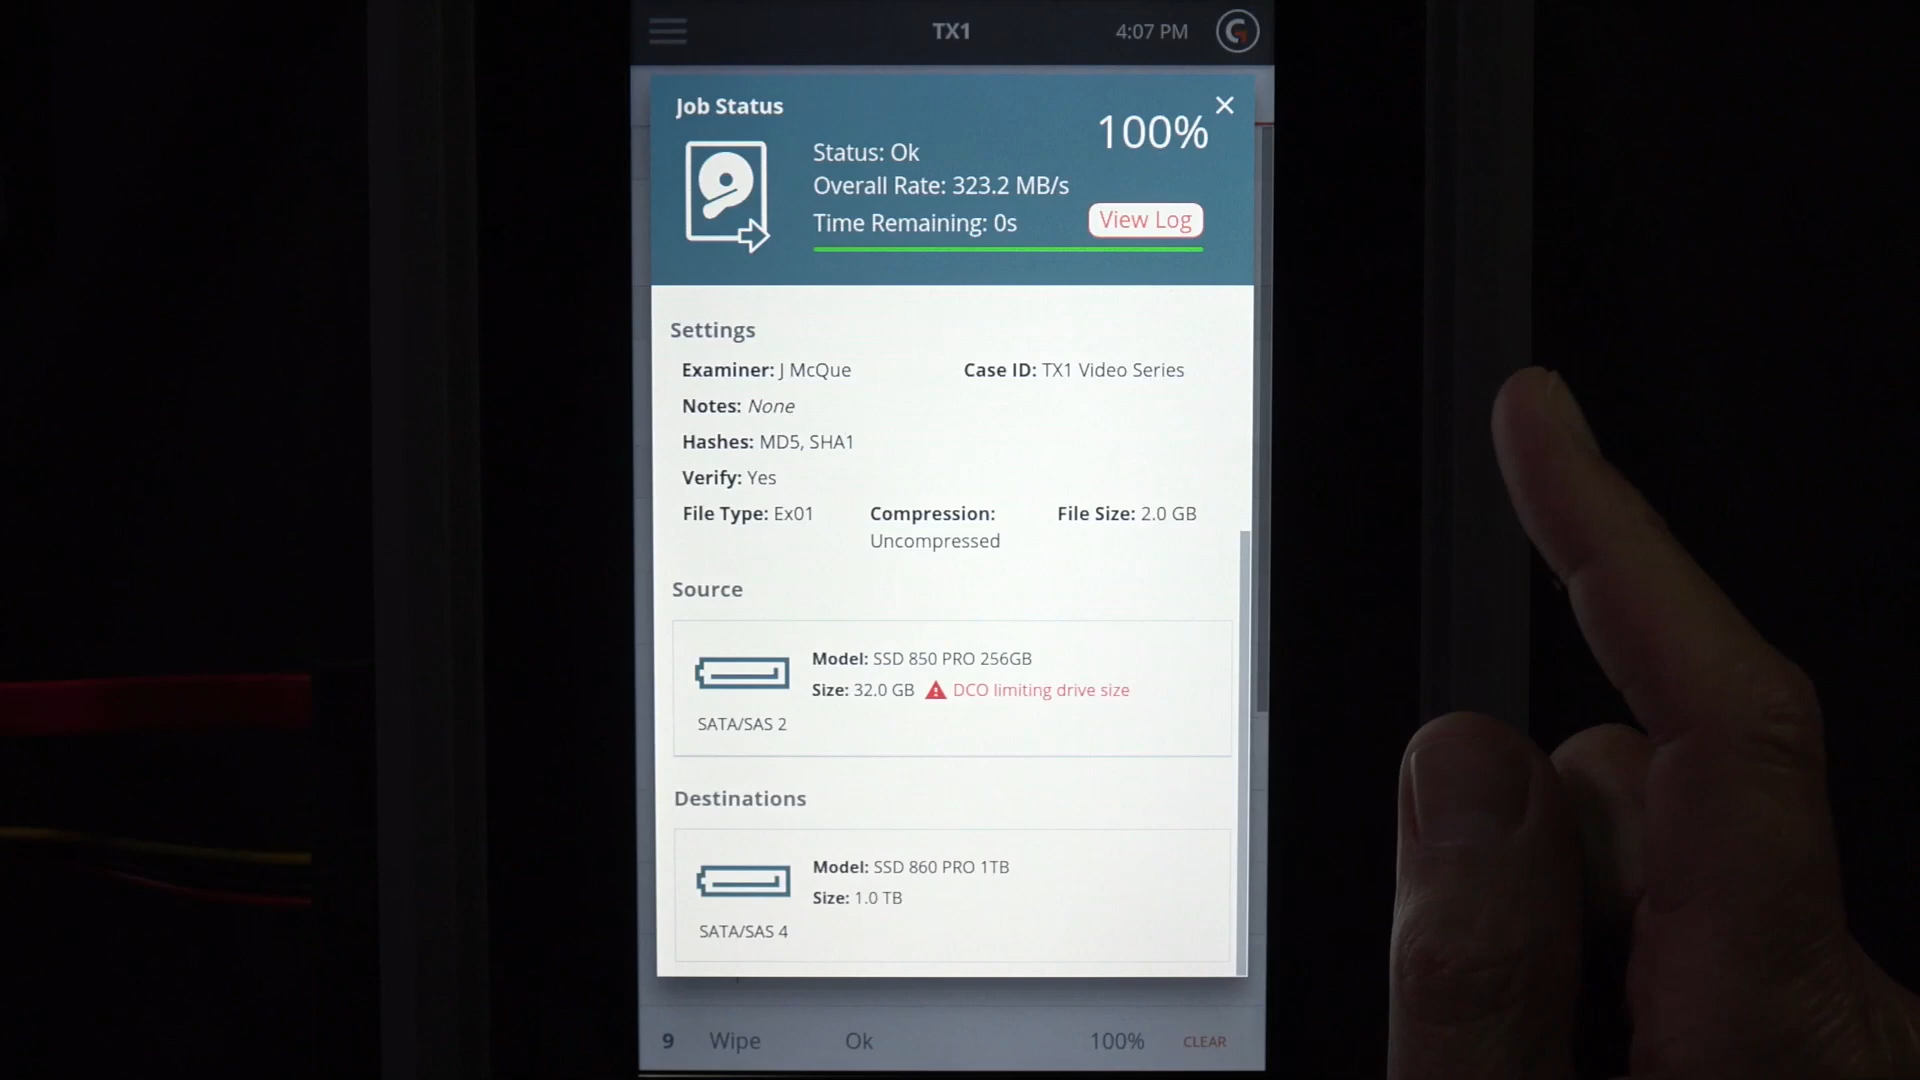 TX1
4:07 PM
Job Status
100%
Status: Ok
Overall Rate: 323.2 MB/s
Time Remaining: 0s
View Log
Settings
Examiner: J McQue
Case ID: TX1 Video Series
Notes: None
Hashes: MD5, SHA1
Verify: Yes
File Type: Ex01
Compression:
Uncompressed
File Size: 2.0 GB
Source
Model: SSD 850 PRO 256GB
Size: 32.0 GB DCO limiting drive size
SATA/SAS 2
Destinations
Model: SSD 860 PRO 1TB
Size: 1.0 TB
SATA/SAS 4
9 Wipe Ok 100% CLEAR